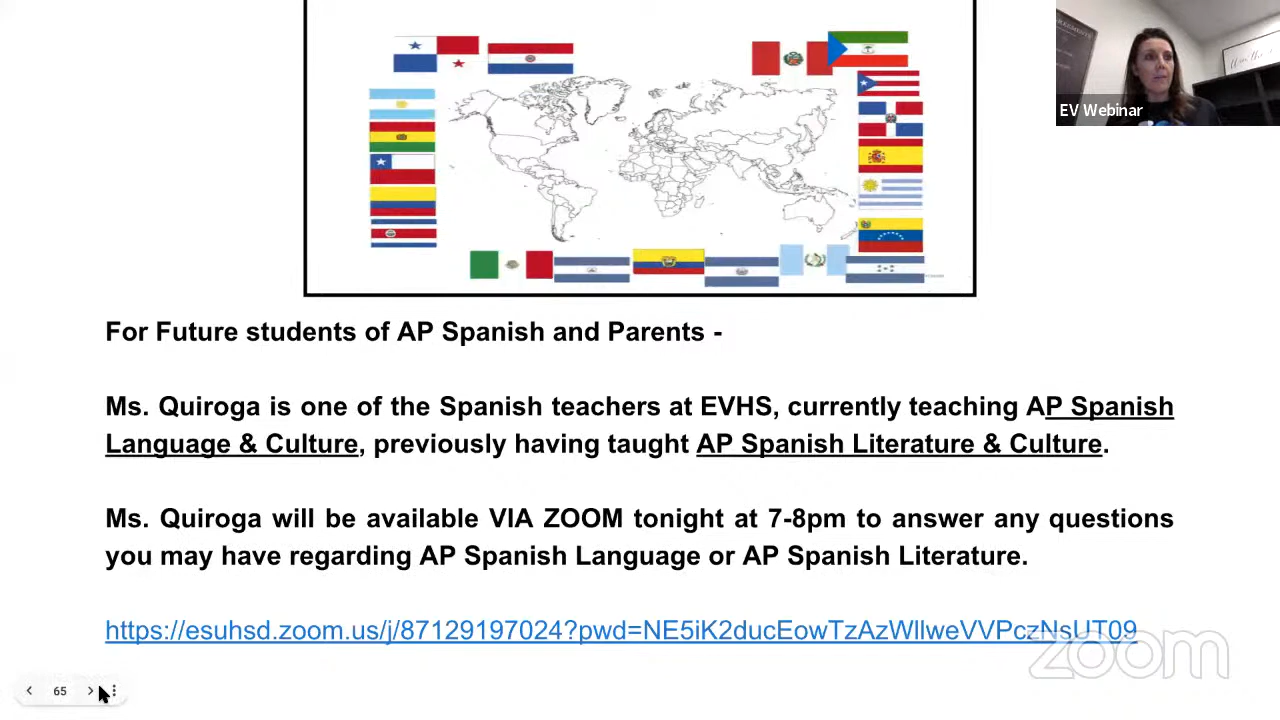 EV Webinar
For Future students of AP Spanish and Parents -
Ms. Quiroga is one of the Spanish teachers at EVHS, currently teaching AP Spanish
Language & Culture, previously having taught AP Spanish Literature & Culture.
Ms. Quiroga will be available VIA ZOOM tonight at 7-8pm to answer any questions
you may have regarding AP Spanish Language or AP Spanish Literature.
https://esuhsd.zoom.us/j/87129197024?pwd=NE5iK2ducEowTzAzWllweVVPczNsUT09
zoom
65